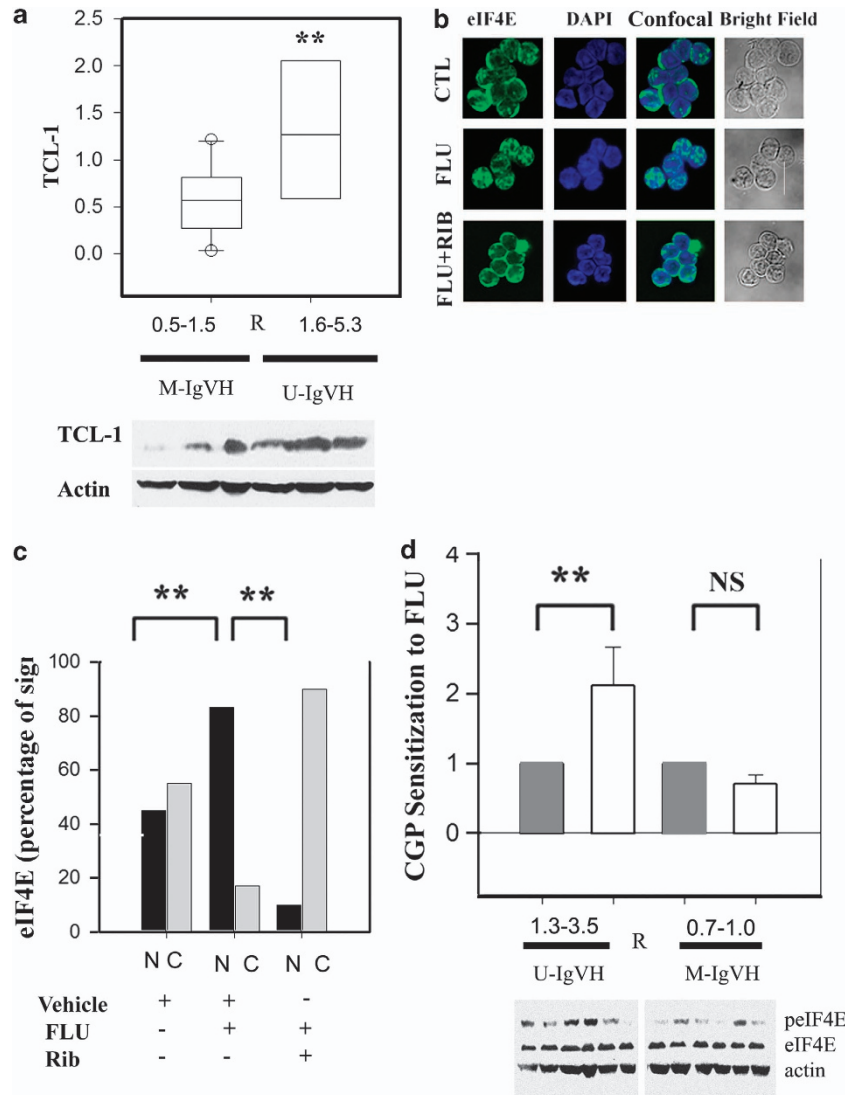 a
**
2.5
2.0
1.5
1.0
0.5
0.0
TCL-1
0.5-1.5 R 1.6-5.3
M-IgVH U-IgVH
TCL-1
Actin
b
eIF4E DAPI Confocal Bright Field
CTL
FLU
FLU+RIB
c
** **
100
80
60
40
20
0
eIF4E (percentage of sigr
N C N C N C
Vehicle + + -
FLU - + +
Rib - - +
d
** NS
4
3
2
1
0
CGP Sensitization to FLU
1.3-3.5 R 0.7-1.0
U-IgVH M-IgVH
peIF4E
eIF4E
actin